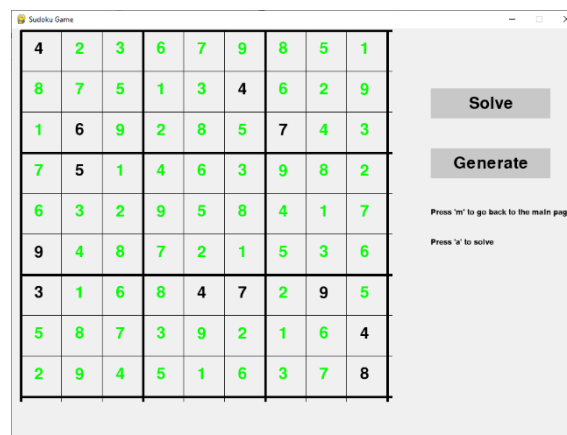 Sudoku Game
4 2 3 6 7 9 8 5 1
8 7 5 1 3 4 6 2 9
1 6 9 2 8 5 7 4 3
7 5 1 4 6 3 9 8 2
6 3 2 9 5 8 4 1 7
9 4 8 7 2 1 5 3 6
3 1 6 8 4 7 2 9 5
5 8 7 3 9 2 1 6 4
2 9 4 5 1 6 3 7 8
Solve
Generate
Press 'm' to go back to the main pag
Press 'a' to solve